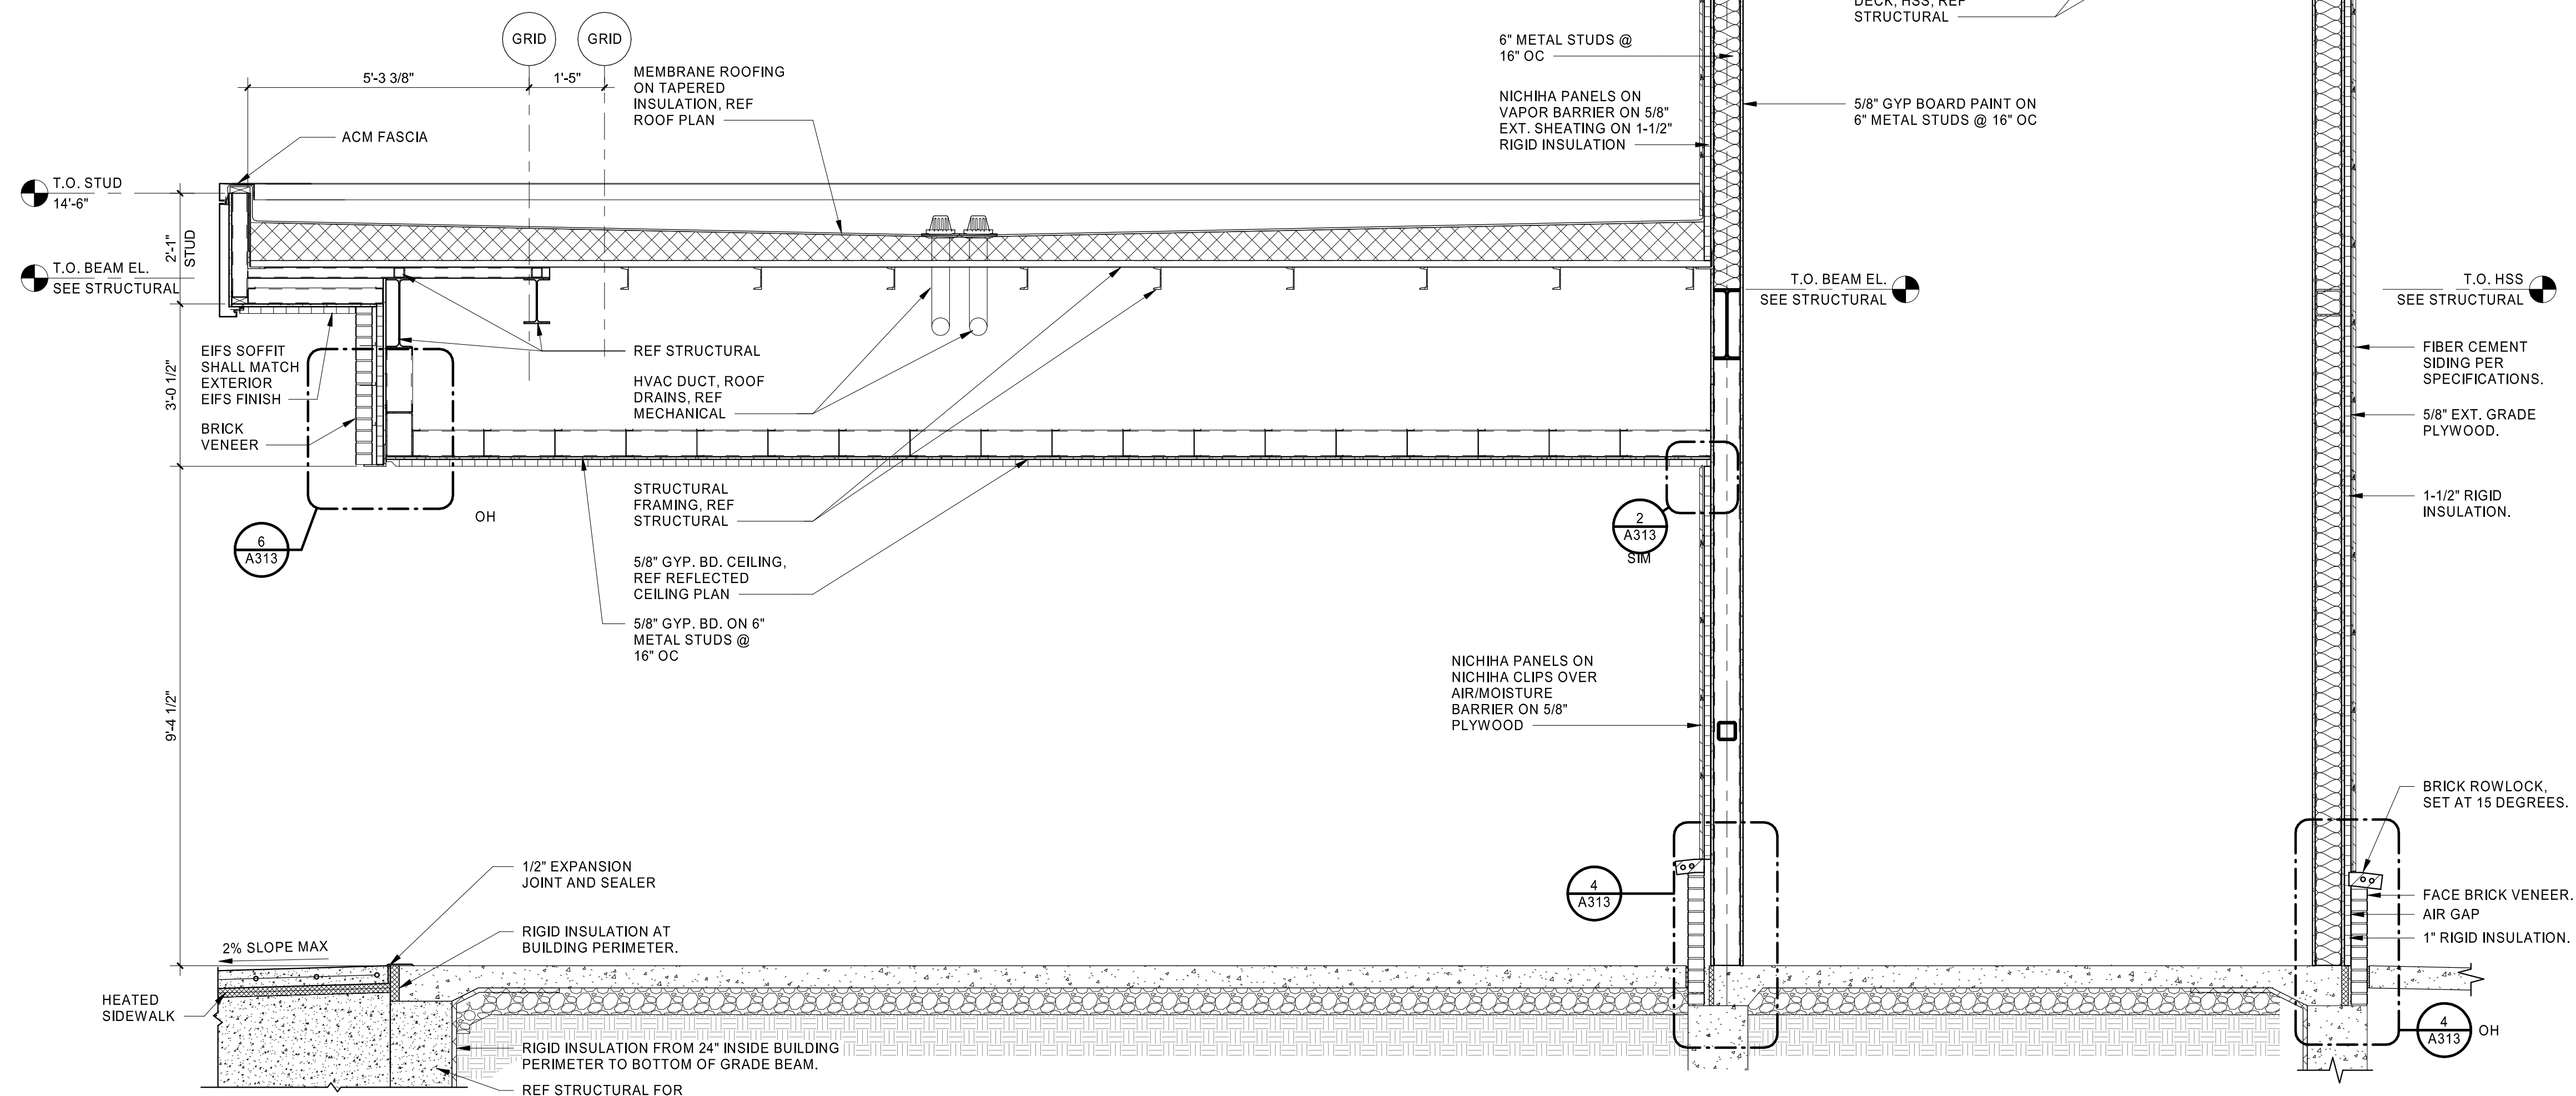 GRID
GRID
5'-3 3/8"
1'-5"
MEMBRANE ROOFING
ON TAPERED
INSULATION, REF
ROOF PLAN
ACM FASCIA
T.O. STUD
14'-6"
2'-1"
STUD
T.O. BEAM EL.
SEE STRUCTURAL
EIFS SOFFIT
SHALL MATCH
EXTERIOR
EIFS FINISH
3'-0 1/2"
BRICK
VENEER
REF STRUCTURAL
HVAC DUCT, ROOF
DRAINS, REF
MECHANICAL
STRUCTURAL
FRAMING, REF
STRUCTURAL
OH
6
A313
5/8" GYP. BD. CEILING,
REF REFLECTED
CEILING PLAN
5/8" GYP. BD. ON 6"
METAL STUDS @
16" OC
9'-4 1/2"
1/2" EXPANSION
JOINT AND SEALER
RIGID INSULATION AT
BUILDING PERIMETER.
2% SLOPE MAX
HEATED
SIDEWALK
RIGID INSULATION FROM 24" INSIDE BUILDING
PERIMETER TO BOTTOM OF GRADE BEAM.
REF STRUCTURAL FOR
6" METAL STUDS @
16" OC
NICHIHA PANELS ON
VAPOR BARRIER ON 5/8"
EXT. SHEATING ON 1-1/2"
RIGID INSULATION
DECK, HSS, REF
STRUCTURAL
5/8" GYP BOARD PAINT ON
6" METAL STUDS @ 16" OC
T.O. BEAM EL.
SEE STRUCTURAL
2
A313
SIM
NICHIHA PANELS ON
NICHIHA CLIPS OVER
AIR/MOISTURE
BARRIER ON 5/8"
PLYWOOD
4
A313
T.O. HSS
SEE STRUCTURAL
FIBER CEMENT
SIDING PER
SPECIFICATIONS.
5/8" EXT. GRADE
PLYWOOD.
1-1/2" RIGID
INSULATION.
BRICK ROWLOCK,
SET AT 15 DEGREES.
FACE BRICK VENEER.
AIR GAP
1" RIGID INSULATION.
4
A313
OH